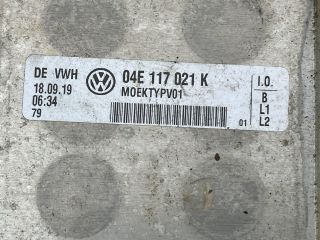 DE VWH
18.09.19
06:34
79
04E 117 021 K
MOEKTYPV01
01
I.O.
B
L1
L2